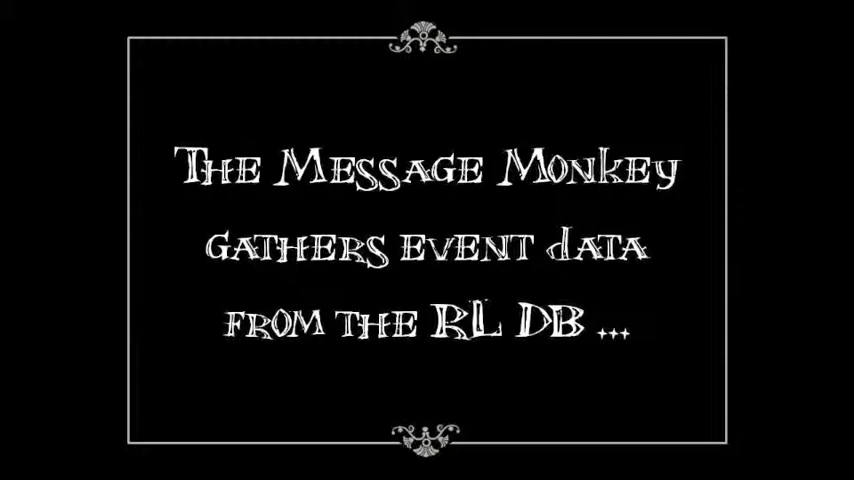 The Message Monkey
gathers event data
from the RL DB ...